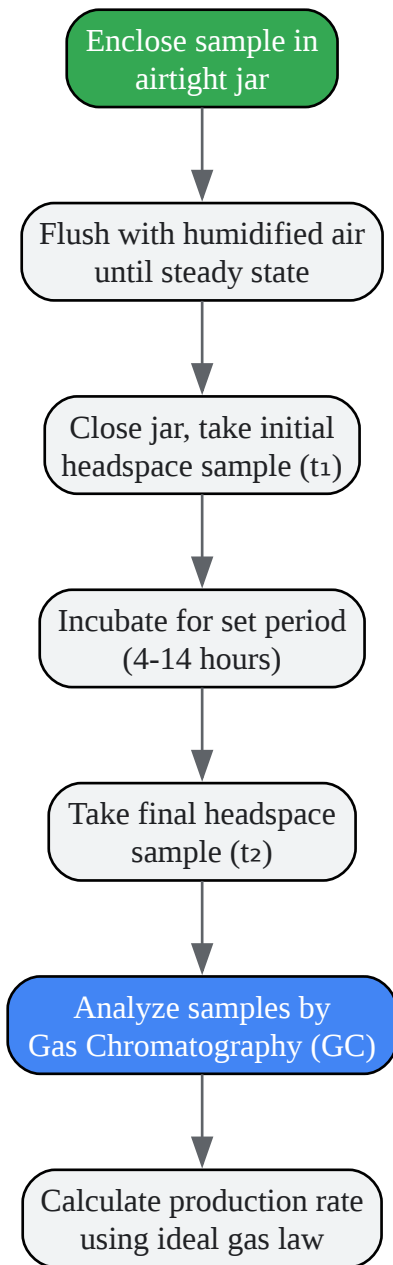 Enclose sample in
airtight jar
Flush with humidified air
until steady state
Close jar, take initial
headspace sample (t₁)
Incubate for set period
(4-14 hours)
Take final headspace
sample (t₂)
Analyze samples by
Gas Chromatography (GC)
Calculate production rate
using ideal gas law